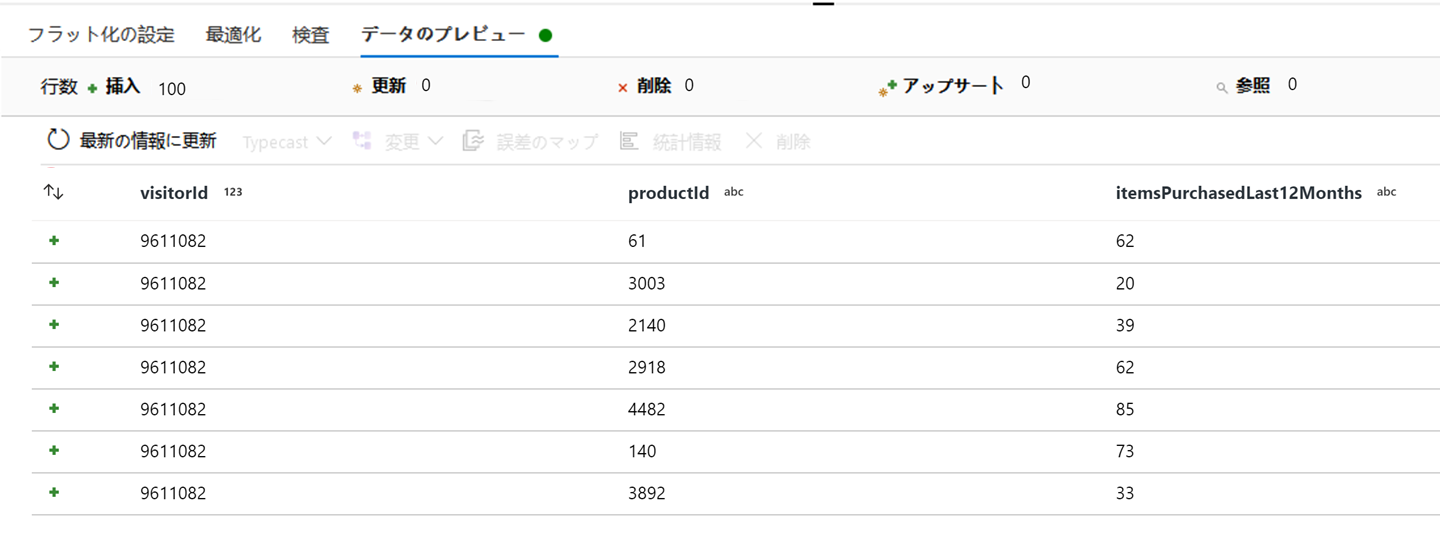 フラット化の設定 最適化 検査 データのプレビュー
行数 挿入 100 更新 0 削除 0 アップサート 0 参照 0
最新の情報に更新 Typecast 変更 誤差のマップ 統計情報 削除
visitorId 123 productId abc itemsPurchasedLast12Months abc
9611082 61 62
9611082 3003 20
9611082 2140 39
9611082 2918 62
9611082 4482 85
9611082 140 73
9611082 3892 33